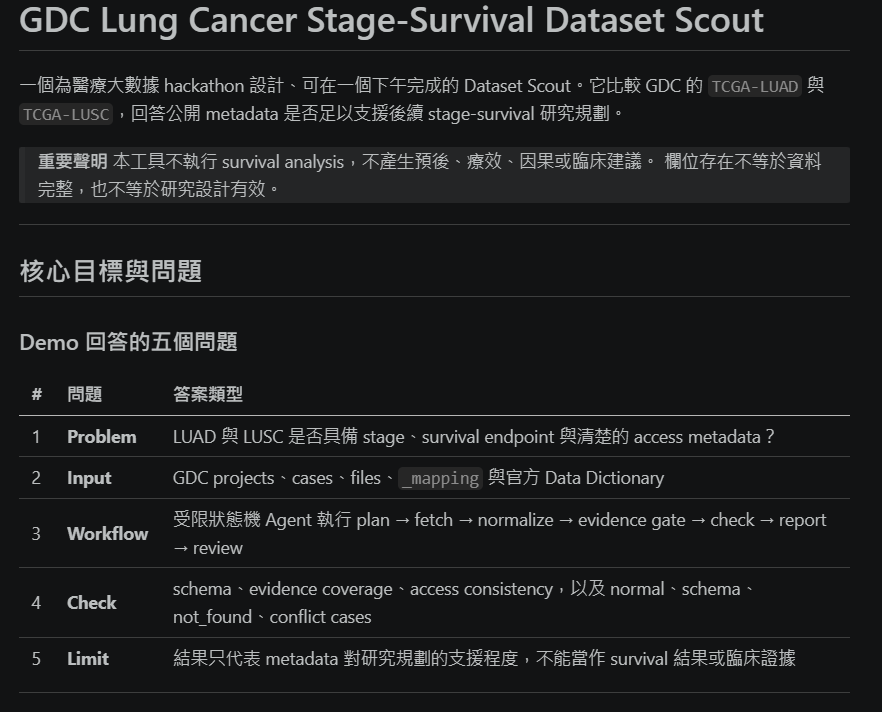 GDC Lung Cancer Stage-Survival Dataset Scout
一個為醫療大數據 hackathon 設計、可在一個下午完成的 Dataset Scout。它比較 GDC 的 TCGA-LUAD 與
TCGA-LUSC，回答公開 metadata 是否足以支援後續 stage-survival 研究規劃。
重要聲明 本工具不執行 survival analysis，不產生預後、療效、因果或臨床建議。 欄位存在不等於資料
完整，也不等於研究設計有效。
核心目標與問題
Demo 回答的五個問題
# 問題 答案類型
1 Problem LUAD 與 LUSC 是否具備 stage、survival endpoint 與清楚的 access metadata？
2 Input GDC projects、cases、files、_mapping 與官方 Data Dictionary
3 Workflow 受限狀態機 Agent 執行 plan → fetch → normalize → evidence gate → check → report
→ review
4 Check schema、evidence coverage、access consistency，以及 normal、schema、
not_found、conflict cases
5 Limit 結果只代表 metadata 對研究規劃的支援程度，不能當作 survival 結果或臨床證據